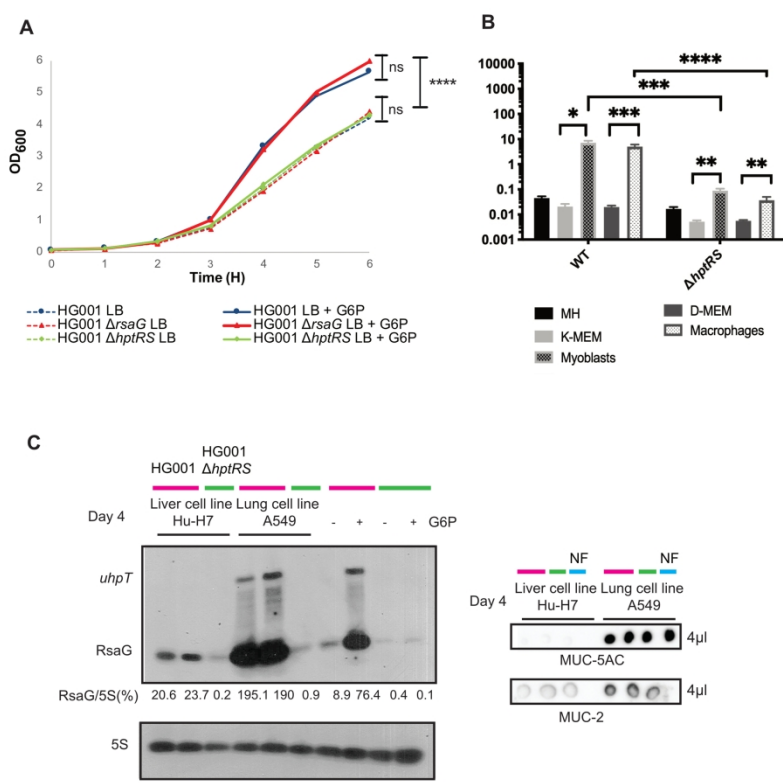 A
OD600
6
5
4
3
2
1
0
0 1 2 3 4 5 6
Time (H)
ns
ns
****
HG001 LB
HG001 ΔrsaG LB
HG001 ΔhptRS LB
HG001 LB + G6P
HG001 ΔrsaG LB + G6P
HG001 ΔhptRS LB + G6P
B
10000
1000
100
10
1
0.1
0.01
0.001
****
***
* ***
** **
WT ΔhptRS
MH
K-MEM
Myoblasts
D-MEM
Macrophages
C
HG001 HG001 ΔhptRS
Day 4
Liver cell line Lung cell line
Hu-H7 A549 - + - + G6P
uhpT
RsaG
RsaG/5S(%) 20.6 23.7 0.2 195.1 190 0.9 8.9 76.4 0.4 0.1
5S
NF NF
Day 4
Liver cell line Lung cell line
Hu-H7 A549
4µl
MUC-5AC
4µl
MUC-2